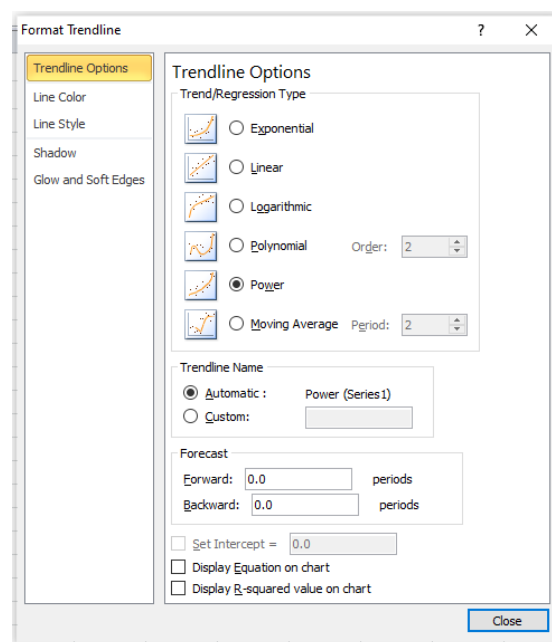 Format Trendline
?
Trendline Options
Line Color
Line Style
Shadow
Glow and Soft Edges
Trendline Options
Trend/Regression Type
Exponential
Linear
Logarithmic
Polynomial Order: 2
Power
Moving Average Period: 2
Trendline Name
Automatic : Power (Series1)
Custom:
Forecast
Forward: 0.0 periods
Backward: 0.0 periods
Set Intercept = 0.0
Display Equation on chart
Display R-squared value on chart
Close